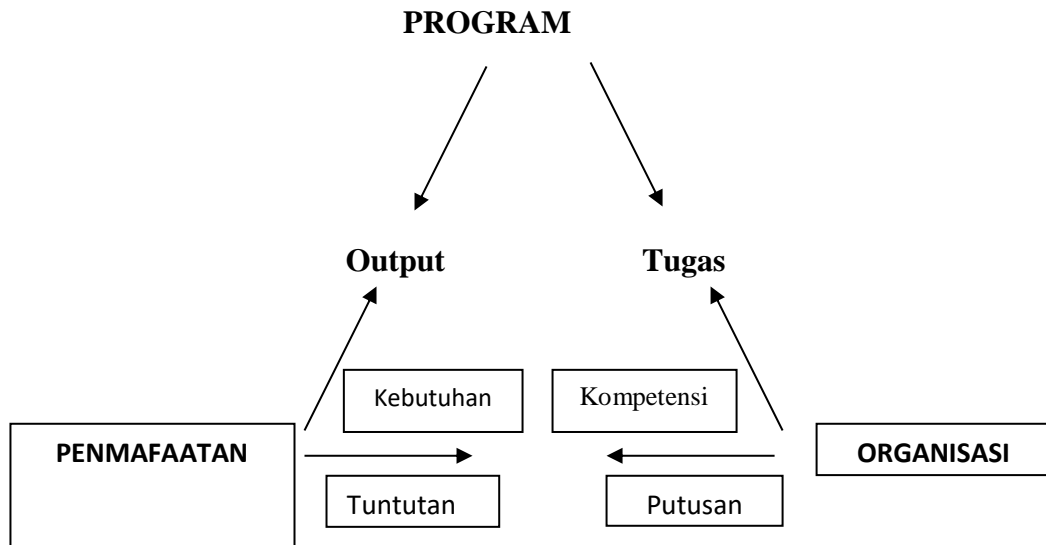 PROGRAM
Output
Tugas
Kebutuhan
Kompetensi
PENMAFAATAN
ORGANISASI
Tuntutan
Putusan